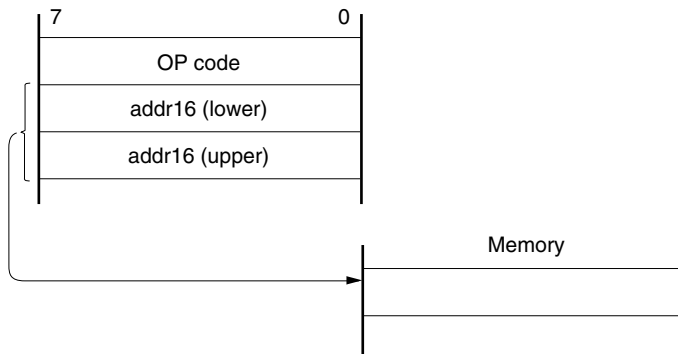 7 0
OP code
addr16 (lower)
addr16 (upper)
Memory